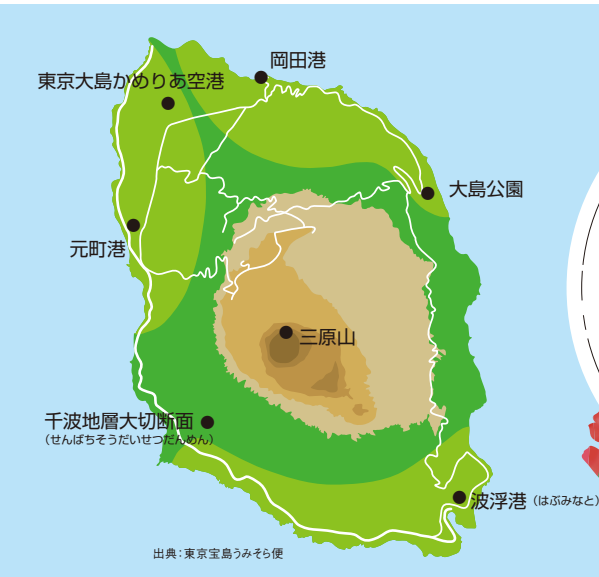 岡田港
東京大島かめりあ空港
大島公園
元町港
三原山
千波地層大切断面
（せんばちそうだいせつだんめん）
波浮港（はぶみなと）
出典：東京宝島うみそら便